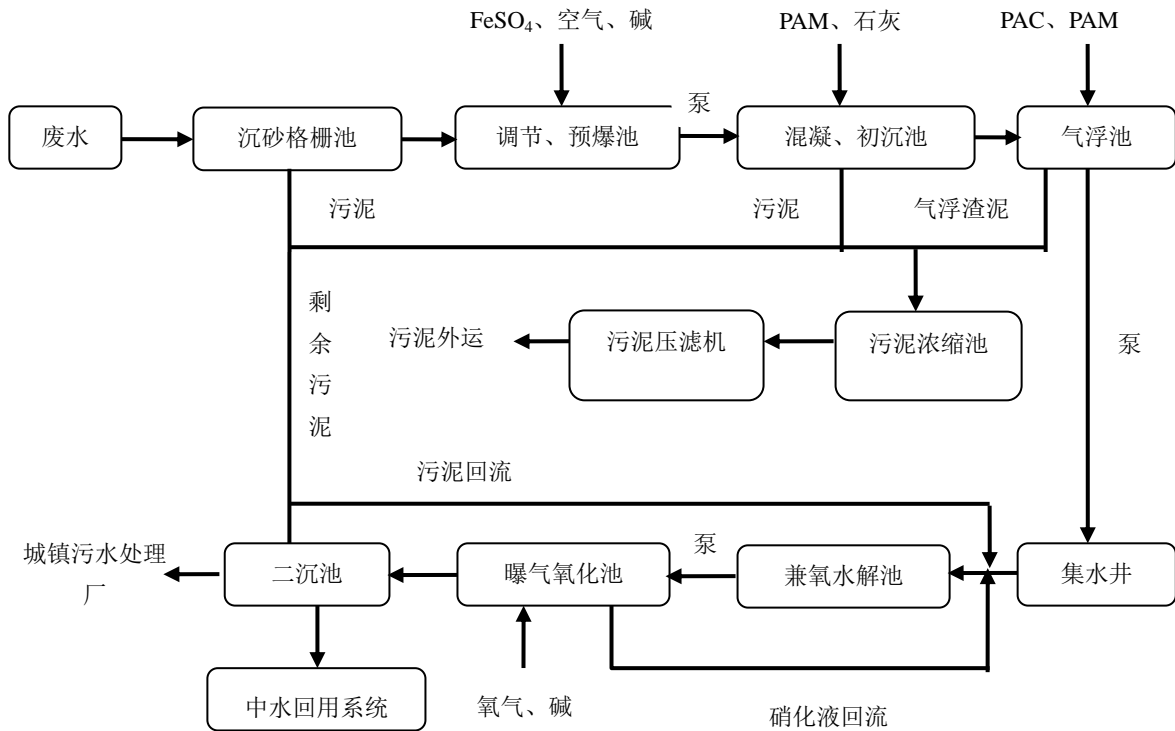 FeSO₄、空气、碱
PAM、石灰
PAC、PAM
废水
沉砂格栅池
调节、预爆池
泵
混凝、初沉池
气浮池
污泥
污泥
气浮渣泥
剩
余
污
泥
污泥外运
污泥压滤机
污泥浓缩池
泵
污泥回流
城镇污水处理
厂
二沉池
曝气氧化池
泵
兼氧水解池
集水井
中水回用系统
氧气、碱
硝化液回流